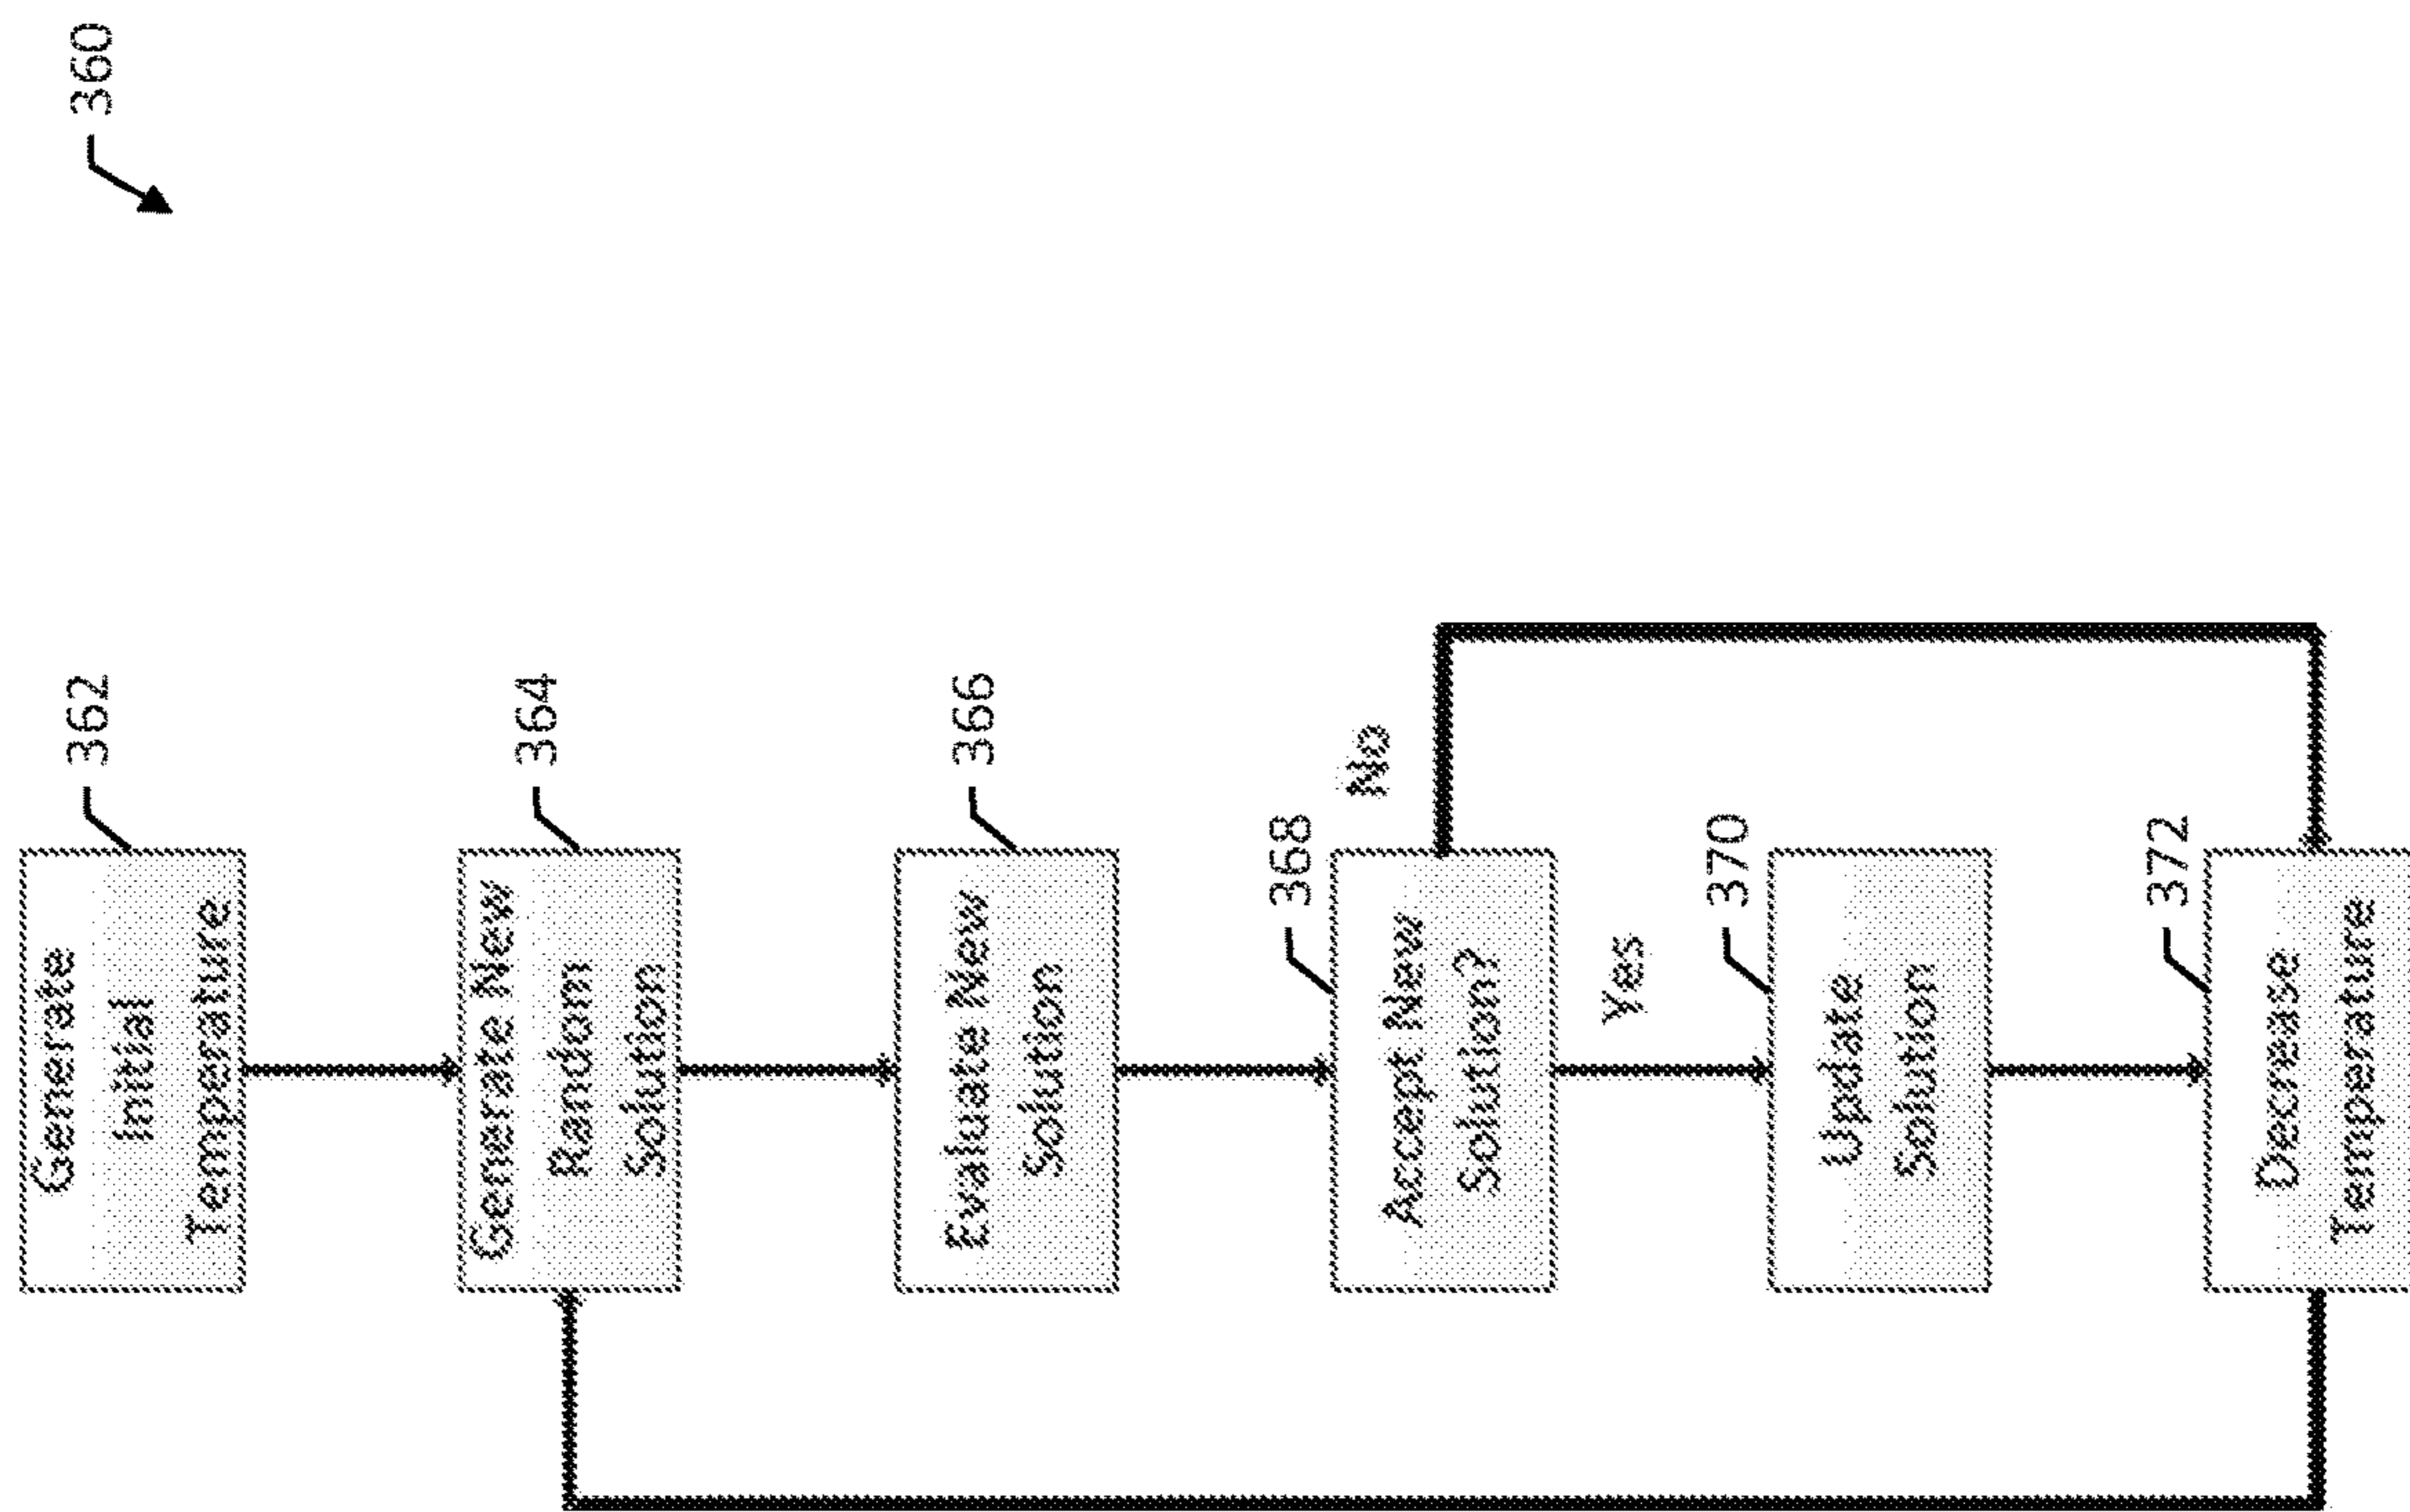 360
362
Generate
Initial
Temperature
364
Generate New
Random
Solution
366
Evaluate New
Solution
368
Accept New
Solution?
No
Yes
370
Update
Solution
372
Decrease
Temperature